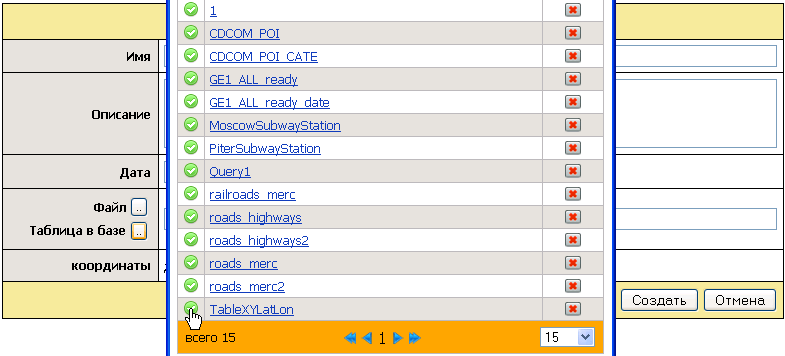 1
CDCOM_POI
Имя
CDCOM_POI_CATE
GE1_ALL_ready
GE1_ALL_ready_date
Описание
MoscowSubwayStation
PiterSubwayStation
Дата
Query1
railroads_merc
Файл ..
roads_highways
Таблица в базе ..
roads_highways2
координаты
roads_merc
roads_merc2
TableXYLatLon
Создать Отмена
всего 15 1 15